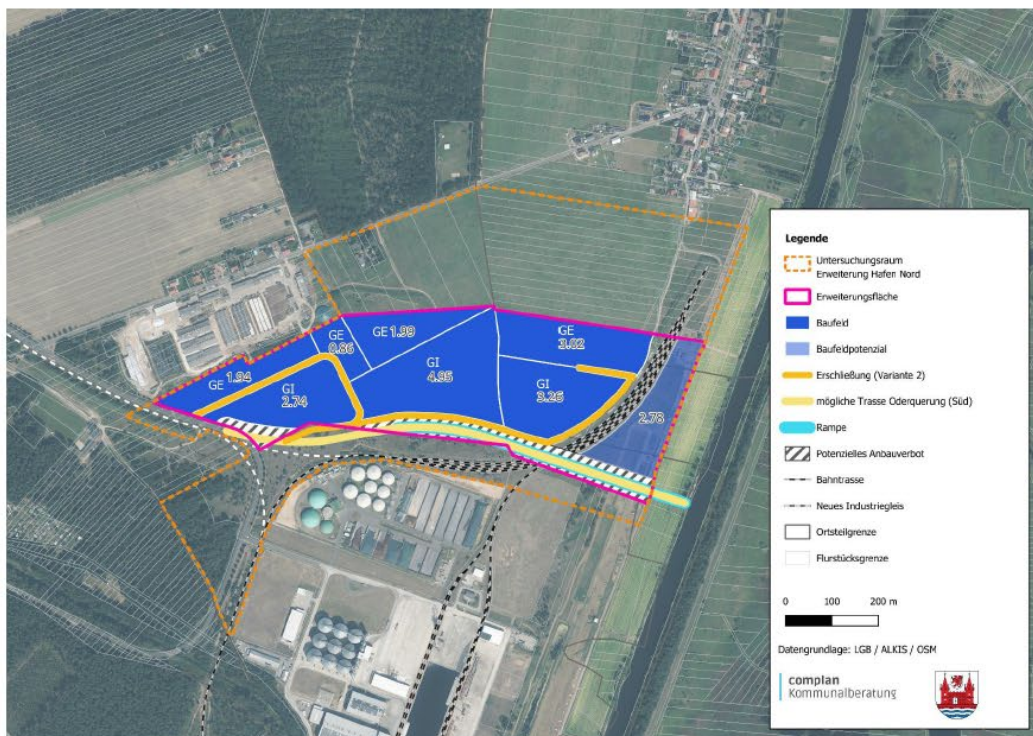 GE 1.94
GE
0.86
GE 1.99
GI
2.74
GI
4.95
GE
3.02
GI
3.26
2.78
Legende
Untersuchungsraum
Erweiterung Hafen Nord
Erweiterungsfläche
Baufeld
Baufeldpotenzial
Erschließung (Variante 2)
mögliche Trasse Oderquerung (Süd)
Rampe
Potenzielles Anbauverbot
Bahntrasse
Neues Industriegleis
Ortsteilgrenze
Flurstücksgrenze
0 100 200 m
Datengrundlage: LGB / ALKIS / OSM
complan
Kommunalberatung